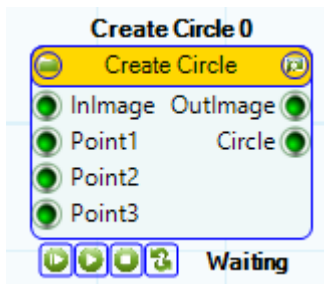 Create Circle 0
Create Circle
InImage OutImage
Point1 Circle
Point2
Point3
Waiting